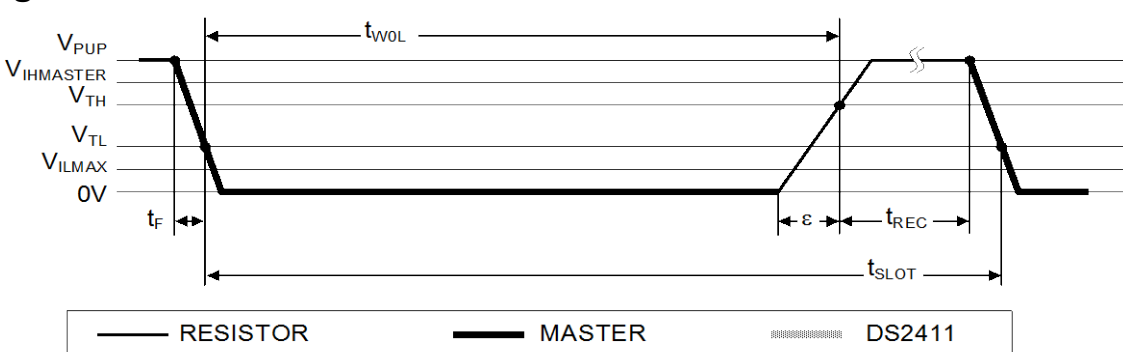 tW0L
VPUP
VIHMASTER
VTH
VTL
VILMAX
0V
tF
ε
tREC
tSLOT
RESISTOR MASTER DS2411